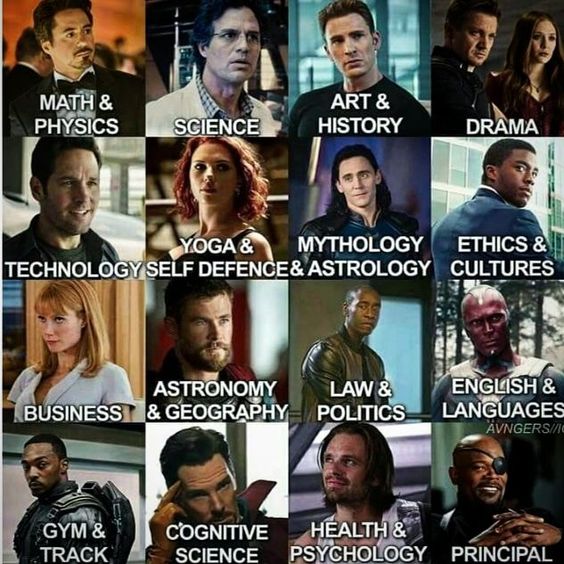 MATH &
PHYSICS
SCIENCE
ART &
HISTORY
DRAMA
TECHNOLOGY
YOGA &
SELF DEFENCE
MYTHOLOGY
& ASTROLOGY
ETHICS &
CULTURES
BUSINESS
ASTRONOMY
& GEOGRAPHY
LAW &
POLITICS
ENGLISH &
LANGUAGES
GYM &
TRACK
COGNITIVE
SCIENCE
HEALTH &
PSYCHOLOGY
PRINCIPAL